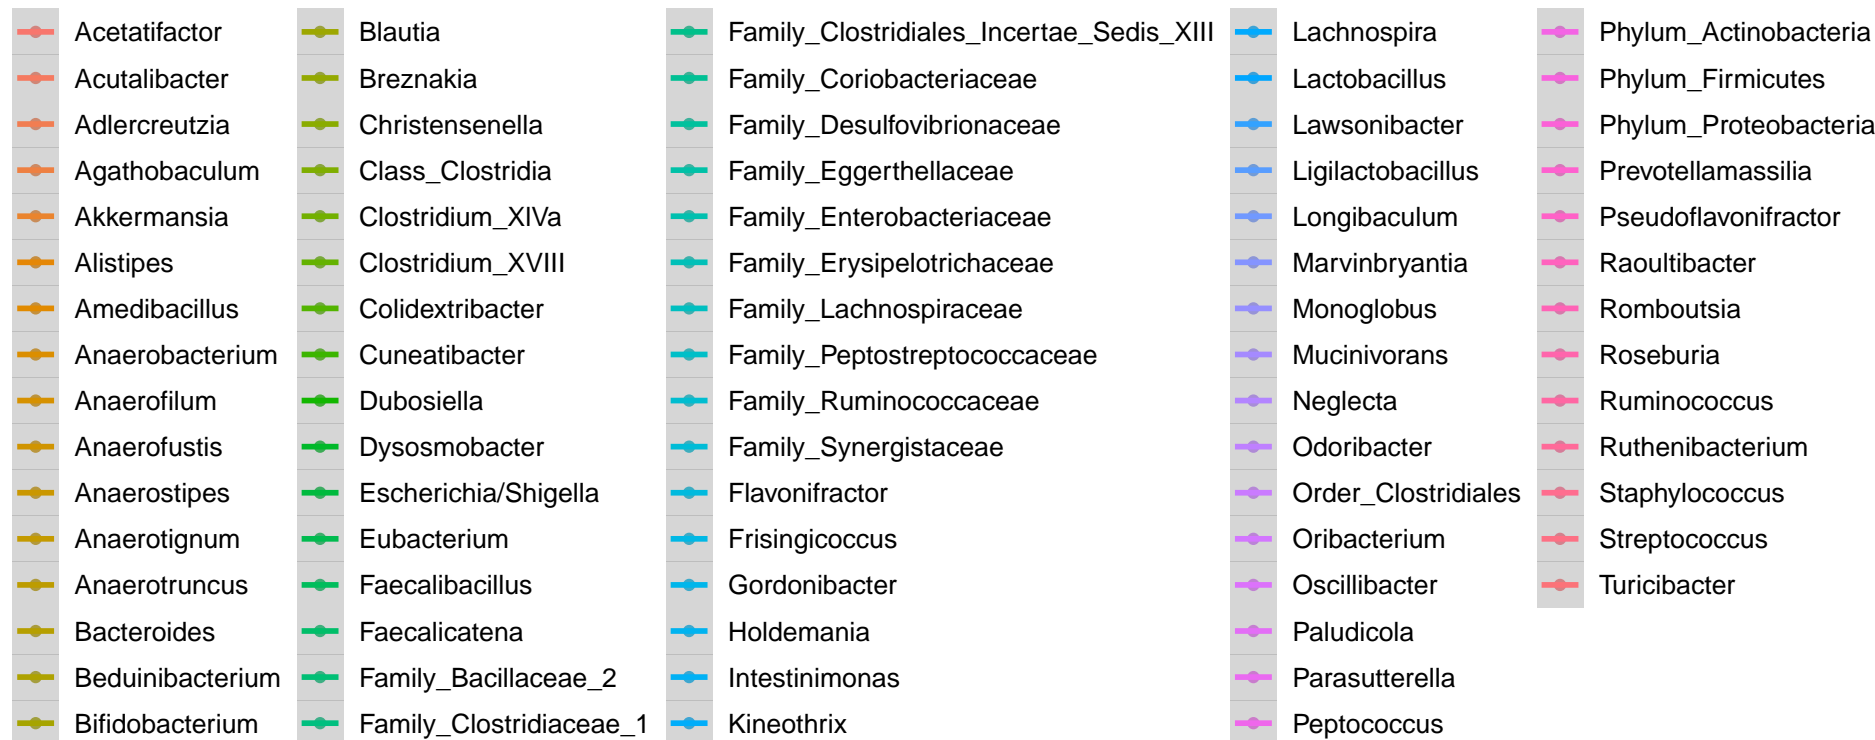 Acetatifactor
Acutalibacter
Adlercreutzia
Agathobaculum
Akkermansia
Alistipes
Amedibacillus
Anaerobacterium
Anaerofilum
Anaerofustis
Anaerostipes
Anaerotignum
Anaerotruncus
Bacteroides
Beduinibacterium
Bifidobacterium
Blautia
Breznakia
Christensenella
Class_Clostridia
Clostridium_XlVa
Clostridium_XVIII
Colidextribacter
Cuneatibacter
Dubosiella
Dysosmobacter
Escherichia/Shigella
Eubacterium
Faecalibacillus
Faecalicatena
Family_Bacillaceae_2
Family_Clostridiaceae_1
Family_Clostridiales_Incertae_Sedis_XIII
Family_Coriobacteriaceae
Family_Desulfovibrionaceae
Family_Eggerthellaceae
Family_Enterobacteriaceae
Family_Erysipelotrichaceae
Family_Lachnospiraceae
Family_Peptostreptococcaceae
Family_Ruminococcaceae
Family_Synergistaceae
Flavonifractor
Frisingicoccus
Gordonibacter
Holdemania
Intestinimonas
Kineothrix
Lachnospira
Lactobacillus
Lawsonibacter
Ligilactobacillus
Longibaculum
Marvinbryantia
Monoglobus
Mucinivorans
Neglecta
Odoribacter
Order_Clostridiales
Oribacterium
Oscillibacter
Paludicola
Parasutterella
Peptococcus
Phylum_Actinobacteria
Phylum_Firmicutes
Phylum_Proteobacteria
Prevotellamassilia
Pseudoflavonifractor
Raoultibacter
Romboutsia
Roseburia
Ruminococcus
Ruthenibacterium
Staphylococcus
Streptococcus
Turicibacter